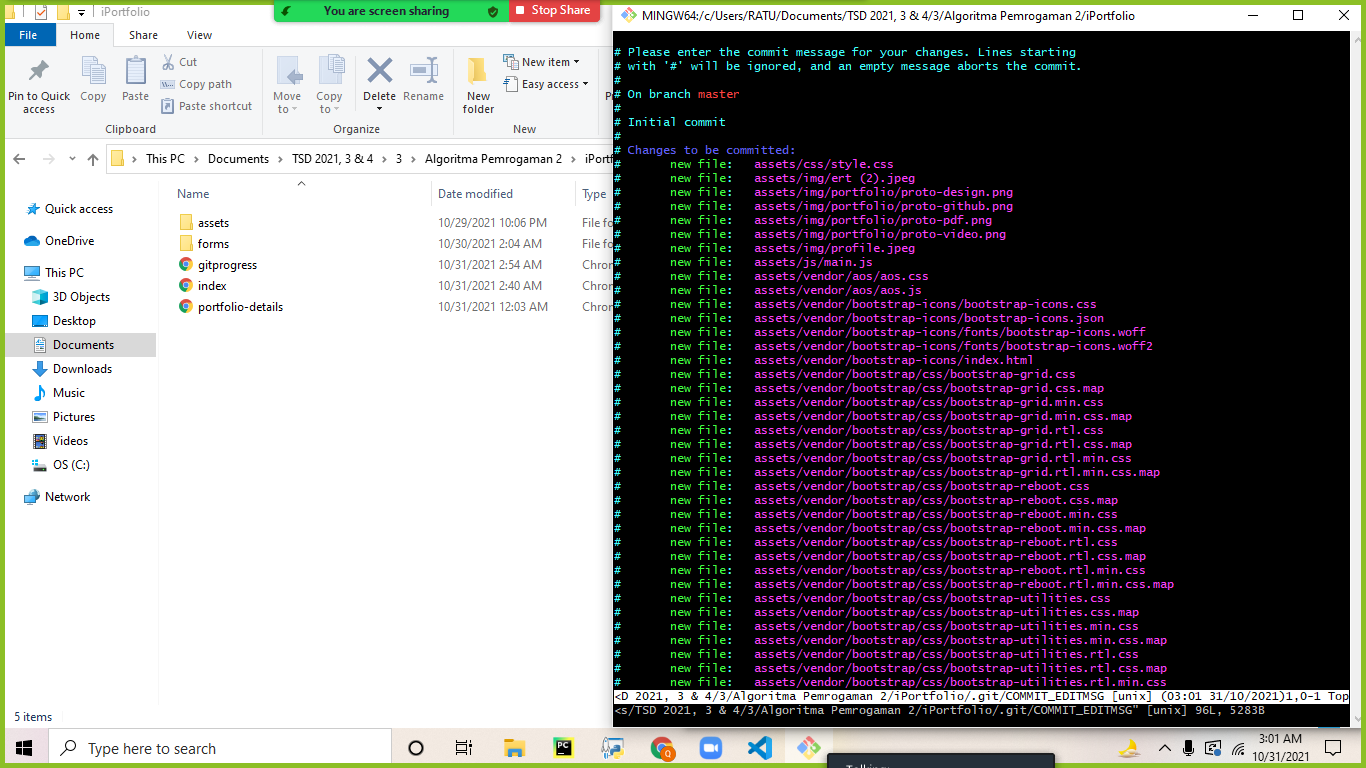 iPortfolio
You are screen sharing
Stop Share
File
Home
Share
View
Pin to Quick access
Copy
Paste
Cut
Copy path
Paste shortcut
Move to
Copy to
Delete
Rename
New folder
New item
Easy access
Clipboard
Organize
New
This PC > Documents > TSD 2021, 3 & 4 > 3 > Algoritma Pemrogaman 2 >
Name
Date modified
Type
assets 10/29/2021 10:06 PM File fo
forms 10/30/2021 2:04 AM File fo
gitprogress 10/31/2021 2:54 AM Chron
index 10/31/2021 2:40 AM Chron
portfolio-details 10/31/2021 12:03 AM Chron
Quick access
OneDrive
This PC
3D Objects
Desktop
Documents
Downloads
Music
Pictures
Videos
OS (C:)
Network
5 items
MINGW64:/c/Users/RATU/Documents/TSD 2021, 3 & 4/3/Algoritma Pemrogaman 2/iPortfolio
# Please enter the commit message for your changes. Lines starting
# with '#' will be ignored, and an empty message aborts the commit.
#
# On branch master
#
# Initial commit
#
# Changes to be committed:
# new file: assets/css/style.css
# new file: assets/img/ert (2).jpeg
# new file: assets/img/portfolio/proto-design.png
# new file: assets/img/portfolio/proto-github.png
# new file: assets/img/portfolio/proto-pdf.png
# new file: assets/img/portfolio/proto-video.png
# new file: assets/img/profile.jpeg
# new file: assets/js/main.js
# new file: assets/vendor/aos/aos.css
# new file: assets/vendor/aos/aos.js
# new file: assets/vendor/bootstrap-icons/bootstrap-icons.css
# new file: assets/vendor/bootstrap-icons/bootstrap-icons.json
# new file: assets/vendor/bootstrap-icons/fonts/bootstrap-icons.woff
# new file: assets/vendor/bootstrap-icons/fonts/bootstrap-icons.woff2
# new file: assets/vendor/bootstrap-icons/index.html
# new file: assets/vendor/bootstrap/css/bootstrap-grid.css
# new file: assets/vendor/bootstrap/css/bootstrap-grid.css.map
# new file: assets/vendor/bootstrap/css/bootstrap-grid.min.css
# new file: assets/vendor/bootstrap/css/bootstrap-grid.min.css.map
# new file: assets/vendor/bootstrap/css/bootstrap-grid.rtl.css
# new file: assets/vendor/bootstrap/css/bootstrap-grid.rtl.css.map
# new file: assets/vendor/bootstrap/css/bootstrap-grid.rtl.min.css
# new file: assets/vendor/bootstrap/css/bootstrap-grid.rtl.min.css.map
# new file: assets/vendor/bootstrap/css/bootstrap-reboot.css
# new file: assets/vendor/bootstrap/css/bootstrap-reboot.css.map
# new file: assets/vendor/bootstrap/css/bootstrap-reboot.min.css
# new file: assets/vendor/bootstrap/css/bootstrap-reboot.min.css.map
# new file: assets/vendor/bootstrap/css/bootstrap-reboot.rtl.css
# new file: assets/vendor/bootstrap/css/bootstrap-reboot.rtl.css.map
# new file: assets/vendor/bootstrap/css/bootstrap-reboot.rtl.min.css
# new file: assets/vendor/bootstrap/css/bootstrap-reboot.rtl.min.css.map
# new file: assets/vendor/bootstrap/css/bootstrap-utilities.css
# new file: assets/vendor/bootstrap/css/bootstrap-utilities.css.map
# new file: assets/vendor/bootstrap/css/bootstrap-utilities.min.css
# new file: assets/vendor/bootstrap/css/bootstrap-utilities.min.css.map
# new file: assets/vendor/bootstrap/css/bootstrap-utilities.rtl.css
# new file: assets/vendor/bootstrap/css/bootstrap-utilities.rtl.css.map
# new file: assets/vendor/bootstrap/css/bootstrap-utilities.rtl.min.css
<D 2021, 3 & 4/3/Algoritma Pemrogaman 2/iPortfolio/.git/COMMIT_EDITMSG [unix] (03:01 31/10/2021)1,0-1 Top
<s/TSD 2021, 3 & 4/3/Algoritma Pemrogaman 2/iPortfolio/.git/COMMIT_EDITMSG" [unix] 96L, 5283B
Type here to search
PC
Q
3:01 AM
10/31/2021